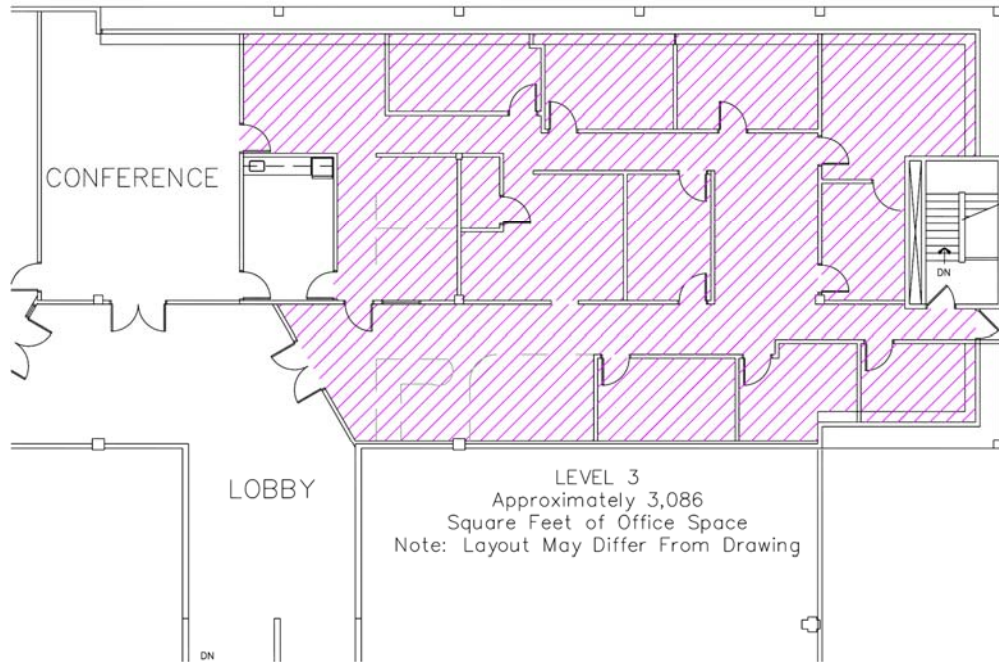 CONFERENCE
DN
LOBBY
LEVEL 3
Approximately 3,086
Square Feet of Office Space
Note: Layout May Differ From Drawing
DN